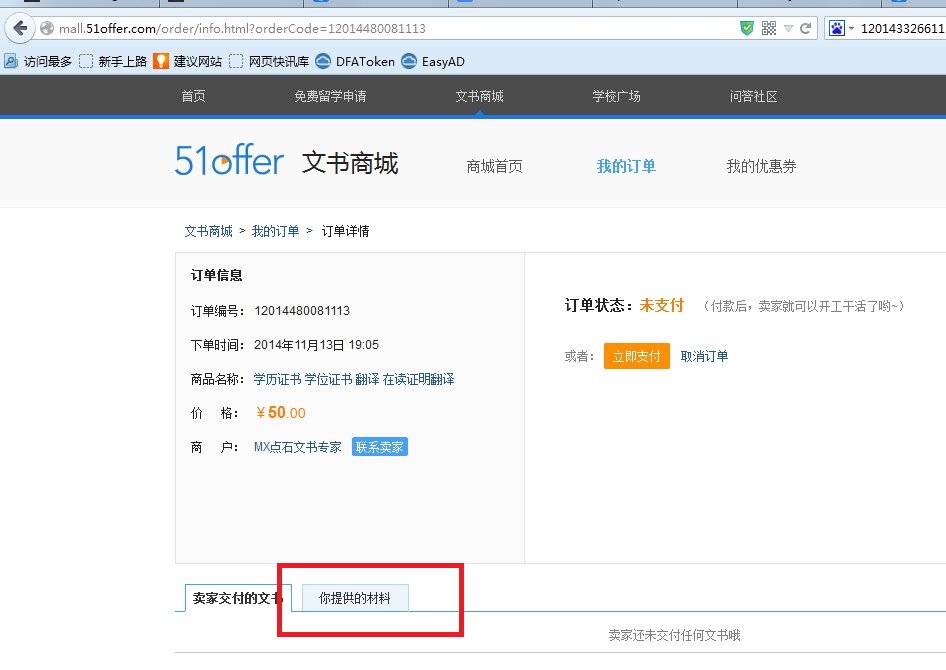 mall.51offer.com/order/info.html?orderCode=12014480081113
120143326611
访问最多 新手上路 建议网站 网页快讯库 DFAToken EasyAD
首页 免费留学申请 文书商城 学校广场 问答社区
51offer 文书商城 商城首页 我的订单 我的优惠券
文书商城 > 我的订单 > 订单详情
订单信息
订单编号: 12014480081113
下单时间: 2014年11月13日 19:05
商品名称: 学历证书 学位证书 翻译 在读证明翻译
价 格: ¥50.00
商 户: MX点石文书专家 联系卖家
订单状态: 未支付 (付款后，卖家就可以开工干活了哟~)
或者: 立即支付 取消订单
卖家交付的文书 你提供的材料
卖家还未交付任何文书哦